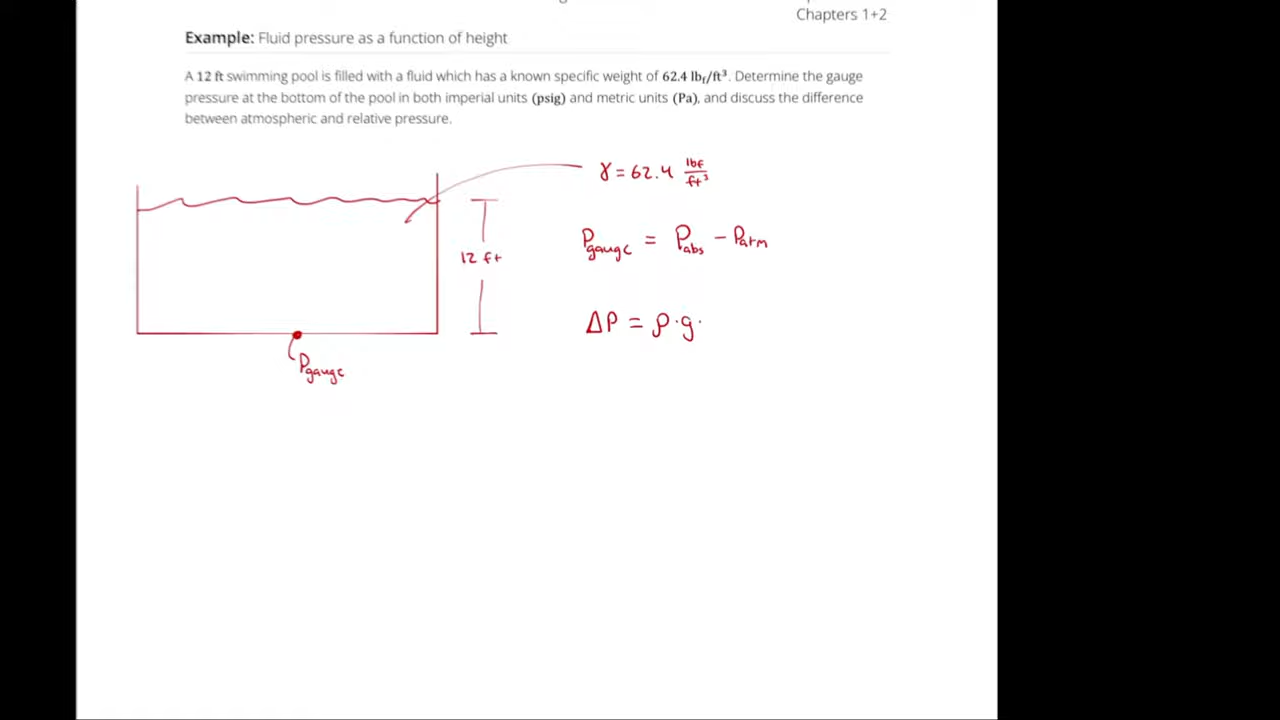 Chapters 1+2
Example: Fluid pressure as a function of height
A 12 ft swimming pool is filled with a fluid which has a known specific weight of 62.4 lbf/ft³. Determine the gauge
pressure at the bottom of the pool in both imperial units (psig) and metric units (Pa), and discuss the difference
between atmospheric and relative pressure.
γ = 62.4 lbf/ft³
Pgauge = Pabs - Patm
12 ft
ΔP = ρ·g·
Pgauge